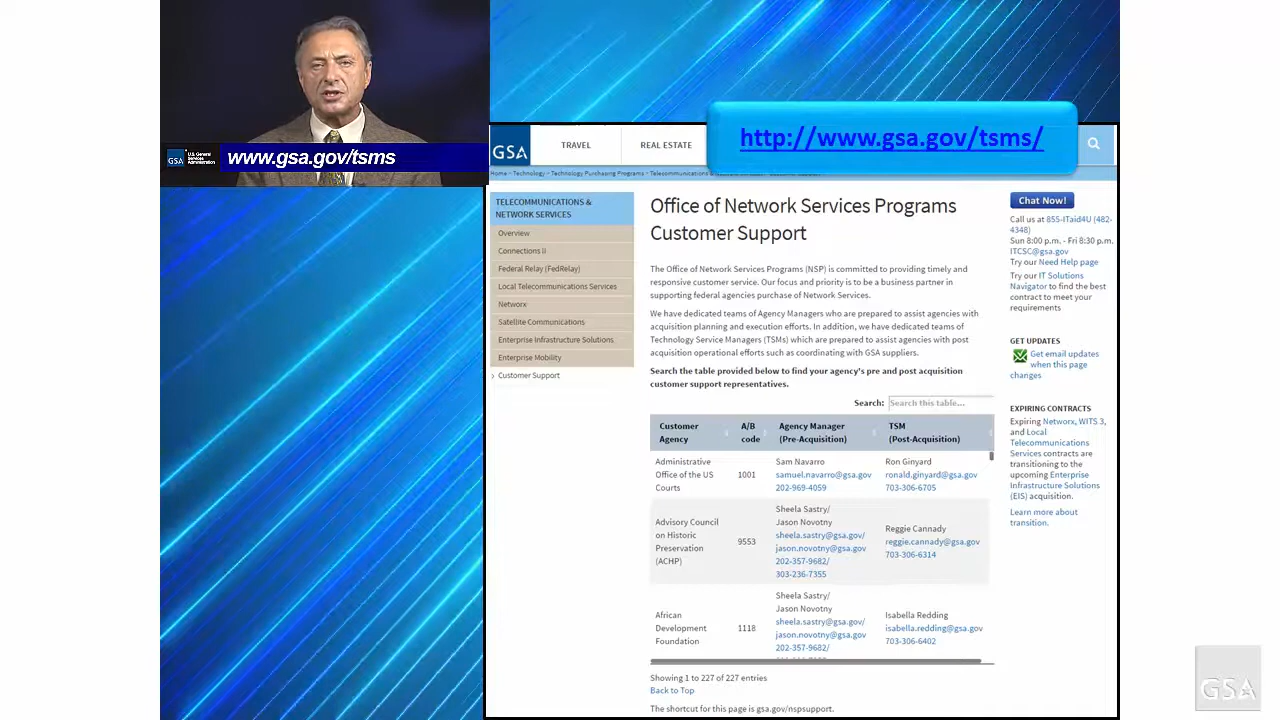 GSA
U.S. General
Services
Administration
www.gsa.gov/tsms
http://www.gsa.gov/tsms/
GSA
TRAVEL
REAL ESTATE
Home > Technology > Technology Purchasing Programs > Telecommunications &
TELECOMMUNICATIONS &
NETWORK SERVICES
Overview
Connections II
Federal Relay (FedRelay)
Local Telecommunications Services
Networx
Satellite Communications
Enterprise Infrastructure Solutions
Enterprise Mobility
› Customer Support
Office of Network Services Programs
Customer Support
The Office of Network Services Programs (NSP) is committed to providing timely and
responsive customer service. Our focus and priority is to be a business partner in
supporting federal agencies purchase of Network Services.
We have dedicated teams of Agency Managers who are prepared to assist agencies with
acquisition planning and execution efforts. In addition, we have dedicated teams of
Technology Service Managers (TSMs) which are prepared to assist agencies with post
acquisition operational efforts such as coordinating with GSA suppliers.
Search the table provided below to find your agency's pre and post acquisition
customer support representatives.
Search: Search this table...
Customer
Agency
A/B
code
Agency Manager
(Pre-Acquisition)
TSM
(Post-Acquisition)
Administrative
Office of the US
Courts
1001
Sam Navarro
samuel.navarro@gsa.gov
202-969-4059
Ron Ginyard
ronald.ginyard@gsa.gov
703-306-6705
Advisory Council
on Historic
Preservation
(ACHP)
9553
Sheela Sastry/
Jason Novotny
sheela.sastry@gsa.gov/
jason.novotny@gsa.gov
202-357-9682/
303-236-7355
Reggie Cannady
reggie.cannady@gsa.gov
703-306-6314
African
Development
Foundation
1118
Sheela Sastry/
Jason Novotny
sheela.sastry@gsa.gov/
jason.novotny@gsa.gov
202-357-9682/
Isabella Redding
isabella.redding@gsa.gov
703-306-6402
Showing 1 to 227 of 227 entries
Back to Top
The shortcut for this page is gsa.gov/nspsupport.
Chat Now!
Call us at 855-ITaid4U (482-
4348)
Sun 8:00 p.m. - Fri 8:30 p.m.
ITCSC@gsa.gov
Try our Need Help page
Try our IT Solutions
Navigator to find the best
contract to meet your
requirements
GET UPDATES
Get email updates
when this page
changes
EXPIRING CONTRACTS
Expiring Networx, WITS 3,
and Local
Telecommunications
Services contracts are
transitioning to the
upcoming Enterprise
Infrastructure Solutions
(EIS) acquisition.
Learn more about
transition.
GSA